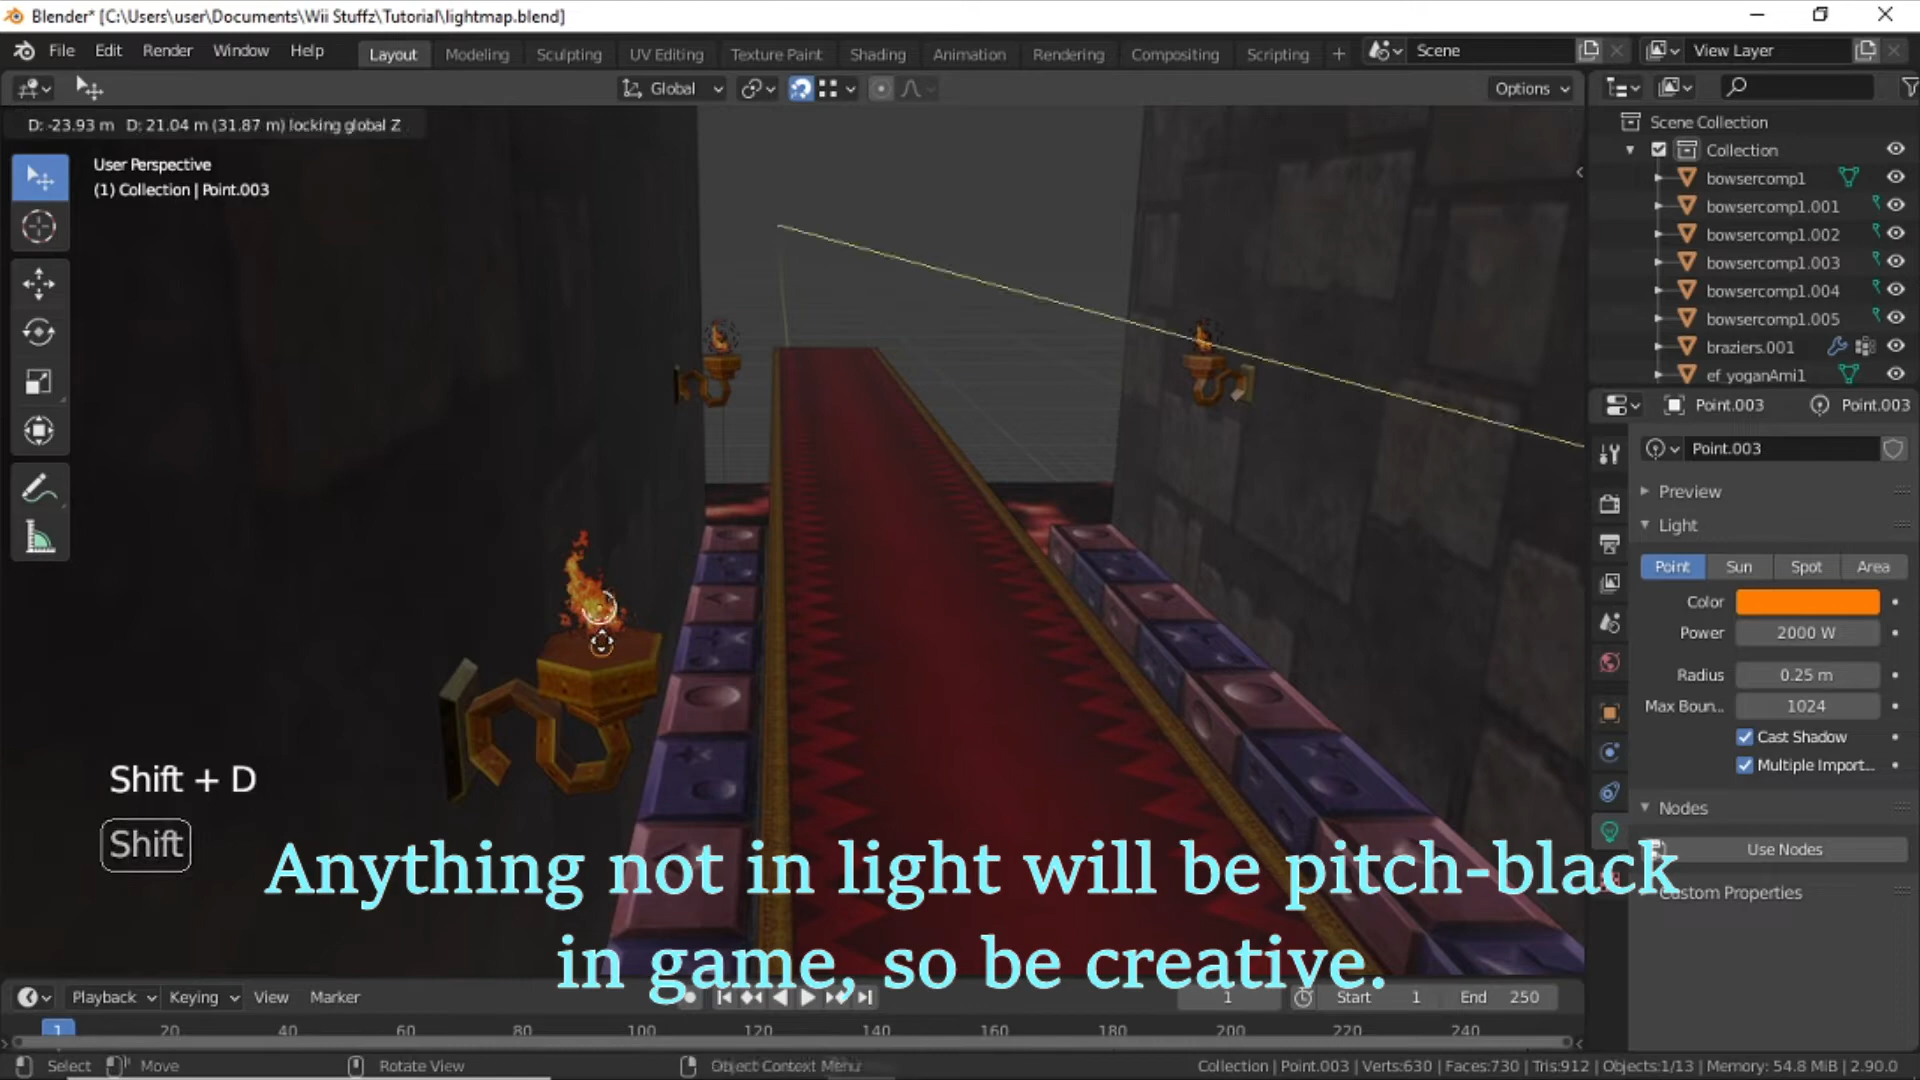 Blender* [C:\Users\user\Documents\Wii Stuffz\Tutorial\lightmap.blend]
File Edit Render Window Help
Layout Modeling Sculpting UV Editing Texture Paint Shading Animation Rendering Compositing Scripting +
Scene
View Layer
Global
Options
D: -23.93 m D: 21.04 m (31.87 m) locking global Z
User Perspective
(1) Collection | Point.003
Scene Collection
Collection
bowsercomp1
bowsercomp1.001
bowsercomp1.002
bowsercomp1.003
bowsercomp1.004
bowsercomp1.005
braziers.001
ef_yoganAmi1
Point.003 Point.003
Point.003
Preview
Light
Point Sun Spot Area
Color
Power 2000 W
Radius 0.25 m
Max Boun... 1024
Cast Shadow
Multiple Import...
Nodes
Use Nodes
Custom Properties
Shift + D
Shift
Anything not in light will be pitch-black
in game, so be creative.
Playback Keying View Marker
1 Start 1 End 250
1 20 40 60 80 100 120 140 160 180 200 220 240
Select Move Rotate View Object Context Menu
Collection | Point.003 | Verts:630 | Faces:730 | Tris:912 | Objects:1/13 | Memory: 54.8 MiB | 2.90.0